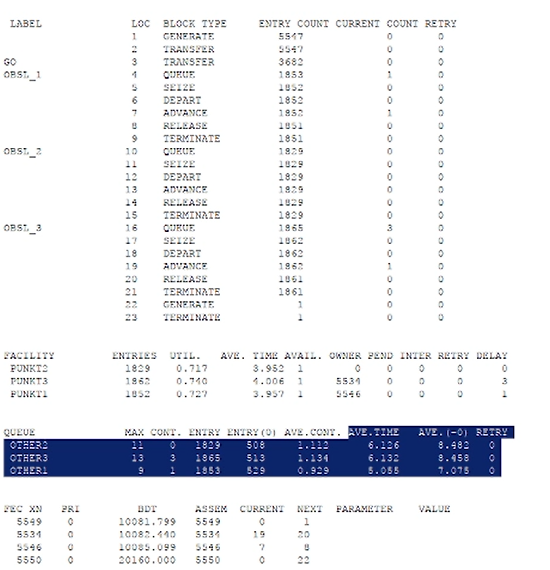 LABEL LOC BLOCK TYPE ENTRY COUNT CURRENT COUNT RETRY
1 GENERATE 5547 0 0
2 TRANSFER 5547 0 0
GO 3 TRANSFER 3682 0 0
OBSL_1 4 QUEUE 1853 1 0
5 SEIZE 1852 0 0
6 DEPART 1852 0 0
7 ADVANCE 1852 1 0
8 RELEASE 1851 0 0
9 TERMINATE 1851 0 0
OBSL_2 10 QUEUE 1829 0 0
11 SEIZE 1829 0 0
12 DEPART 1829 0 0
13 ADVANCE 1829 0 0
14 RELEASE 1829 0 0
15 TERMINATE 1829 0 0
OBSL_3 16 QUEUE 1865 3 0
17 SEIZE 1862 0 0
18 DEPART 1862 0 0
19 ADVANCE 1862 1 0
20 RELEASE 1861 0 0
21 TERMINATE 1861 0 0
22 GENERATE 1 0 0
23 TERMINATE 1 0 0
FACILITY ENTRIES UTIL. AVE. TIME AVAIL. OWNER PEND INTER RETRY DELAY
PUNKT2 1829 0.717 3.952 1 0 0 0 0 0
PUNKT3 1862 0.740 4.006 1 5534 0 0 0 3
PUNKT1 1852 0.727 3.957 1 5546 0 0 0 1
QUEUE MAX CONT. ENTRY ENTRY(0) AVE.CONT. AVE.TIME AVE.(-0) RETRY
OTHER2 11 0 1829 508 1.112 6.126 8.482 0
OTHER3 13 3 1865 513 1.134 6.132 8.458 0
OTHER1 9 1 1853 529 0.929 5.055 7.075 0
FEC XN PRI BDT ASSEM CURRENT NEXT PARAMETER VALUE
5549 0 10081.799 5549 0 1
5534 0 10082.440 5534 19 20
5546 0 10085.099 5546 7 8
5550 0 20160.000 5550 0 22